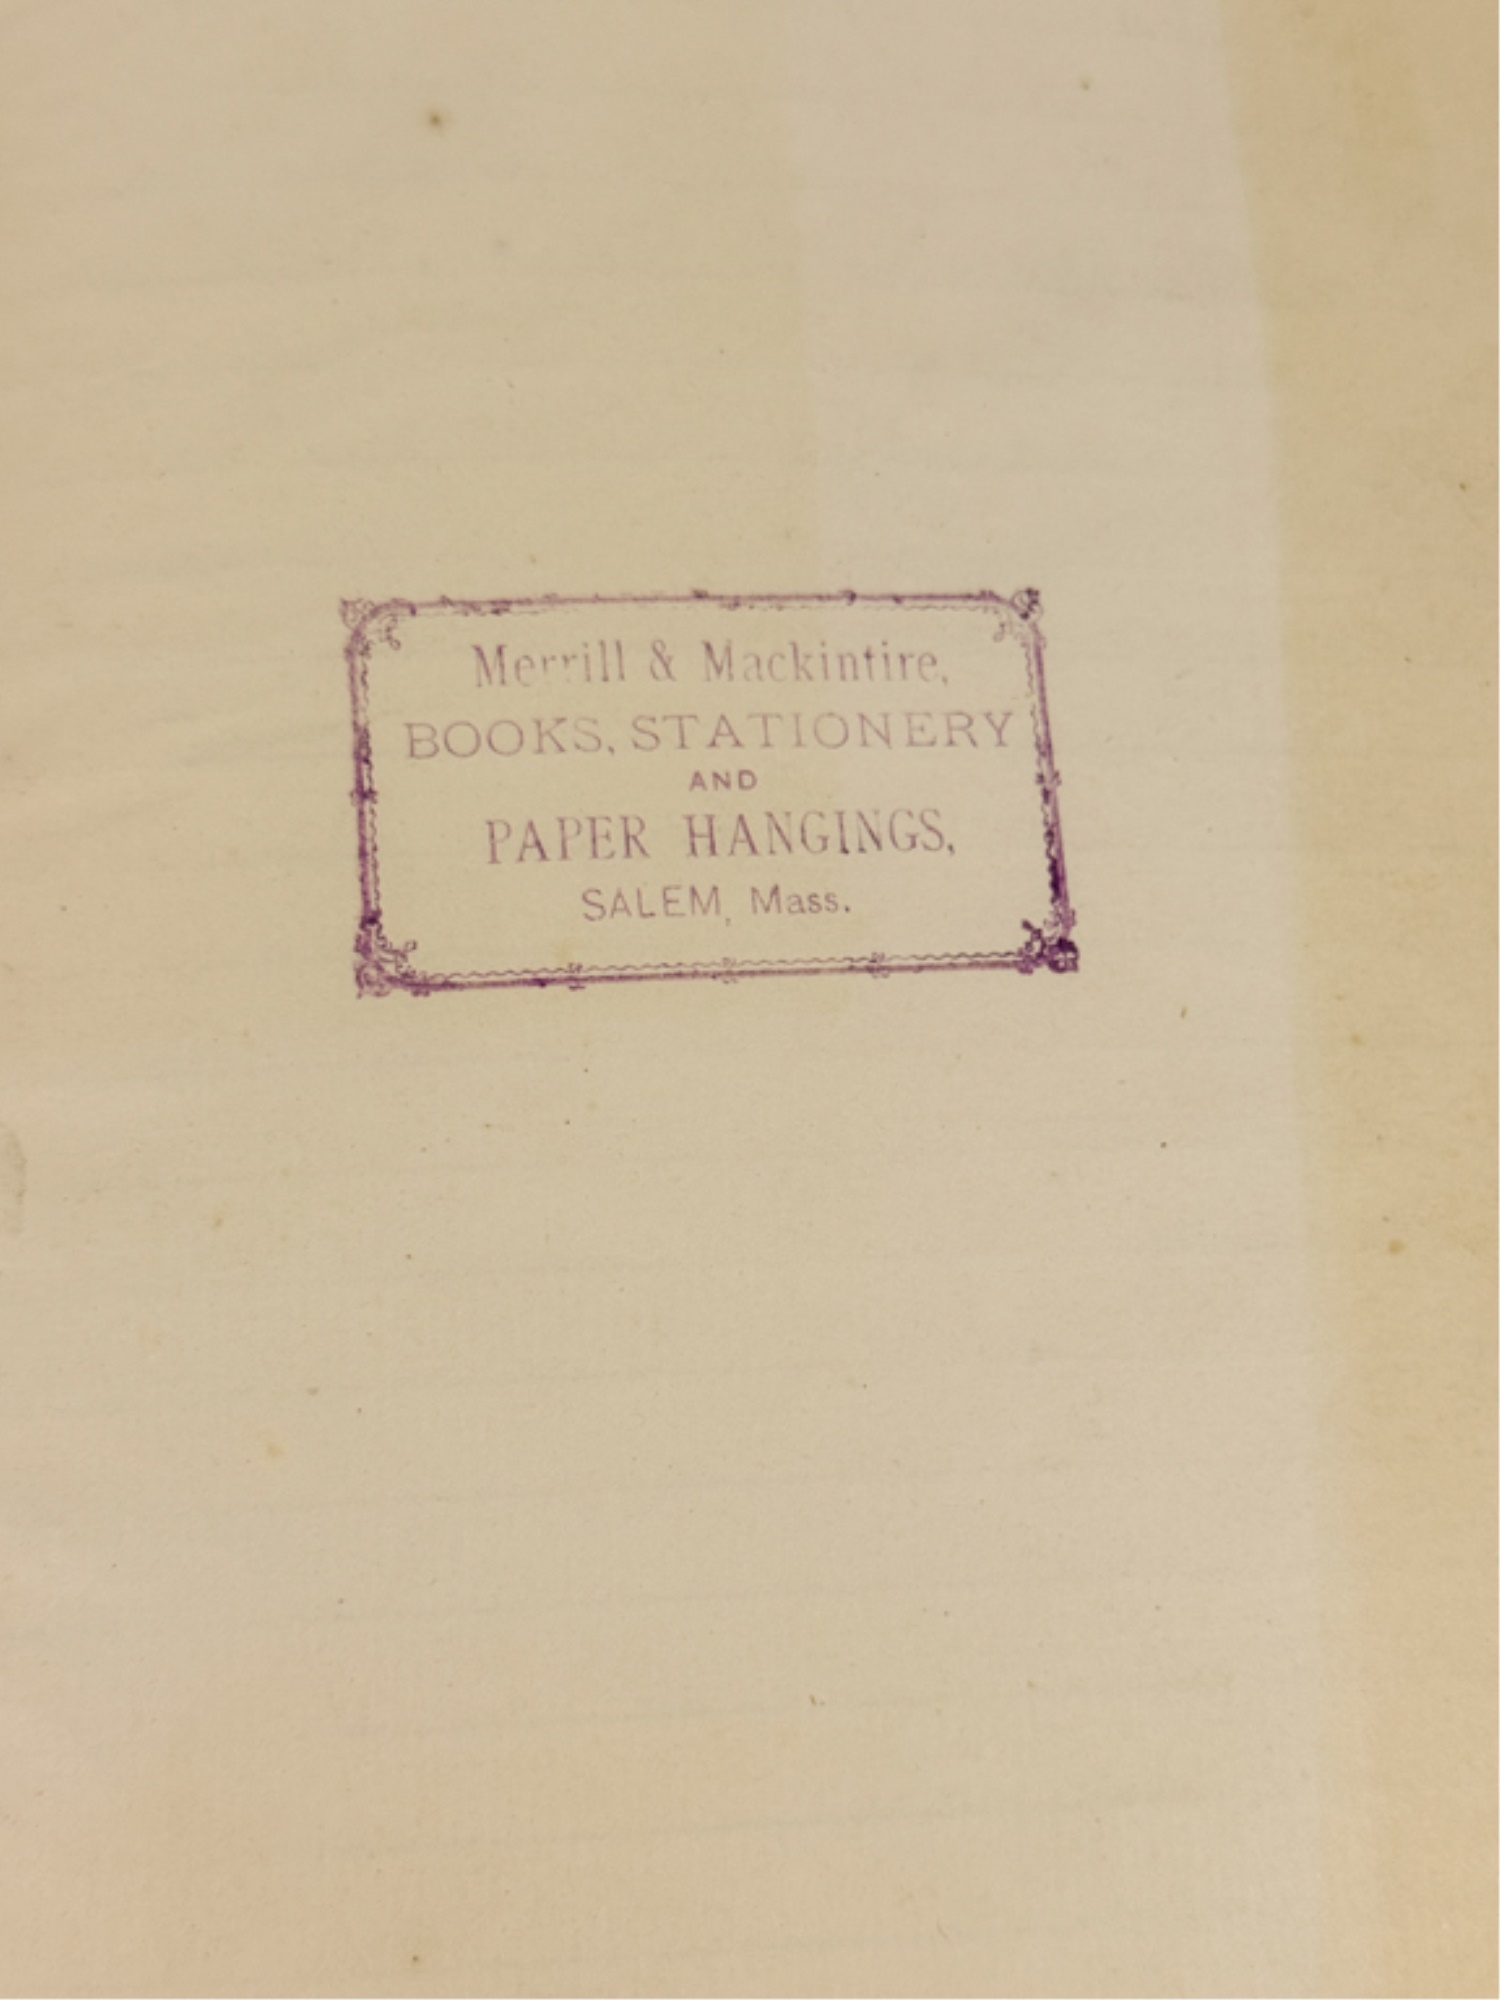 Merrill & Mackintire,
BOOKS, STATIONERY
AND
PAPER HANGINGS,
SALEM, Mass.